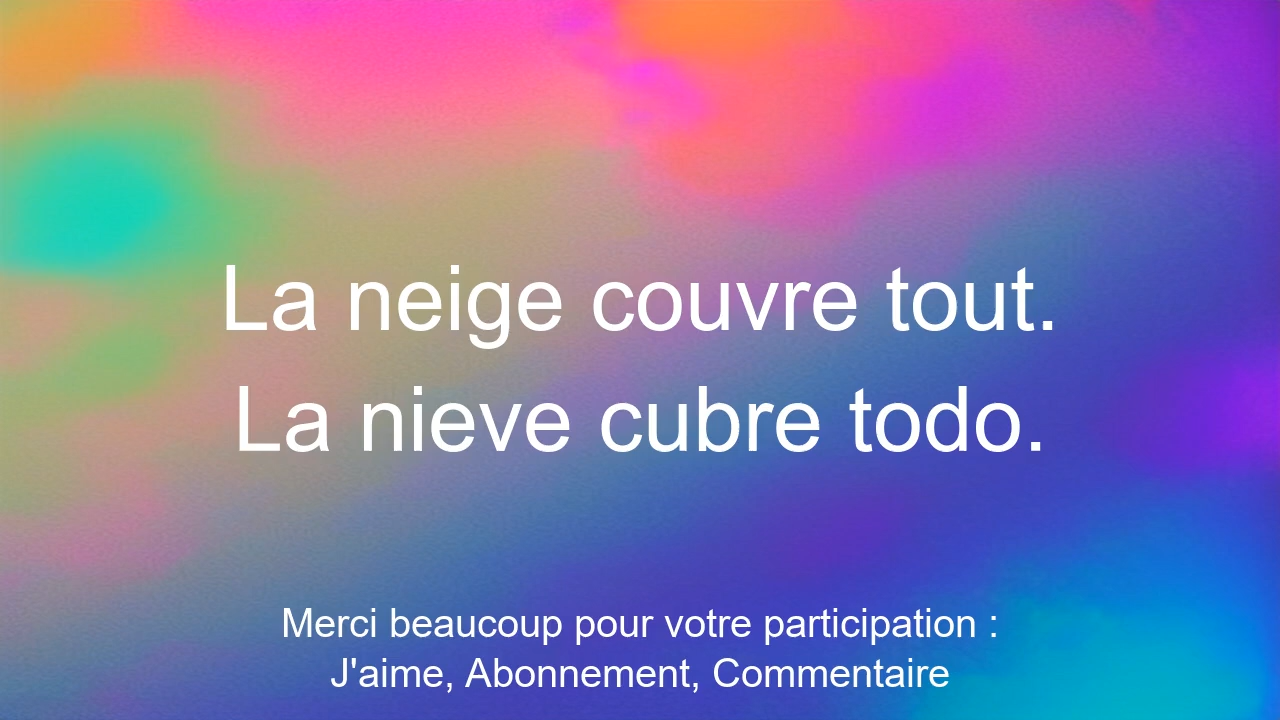 La neige couvre tout.
La nieve cubre todo.
Merci beaucoup pour votre participation :
J'aime, Abonnement, Commentaire